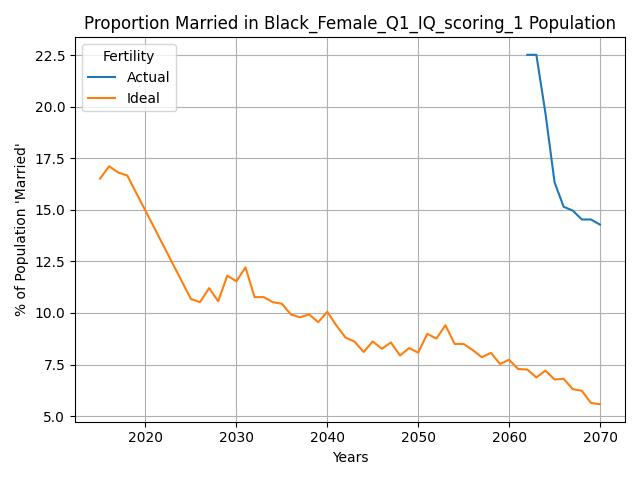 Proportion Married in Black_Female_Q1_IQ_scoring_1 Population
Fertility
Actual
Ideal
% of Population 'Married'
22.5
20.0
17.5
15.0
12.5
10.0
7.5
5.0
2020 2030 2040 2050 2060 2070
Years